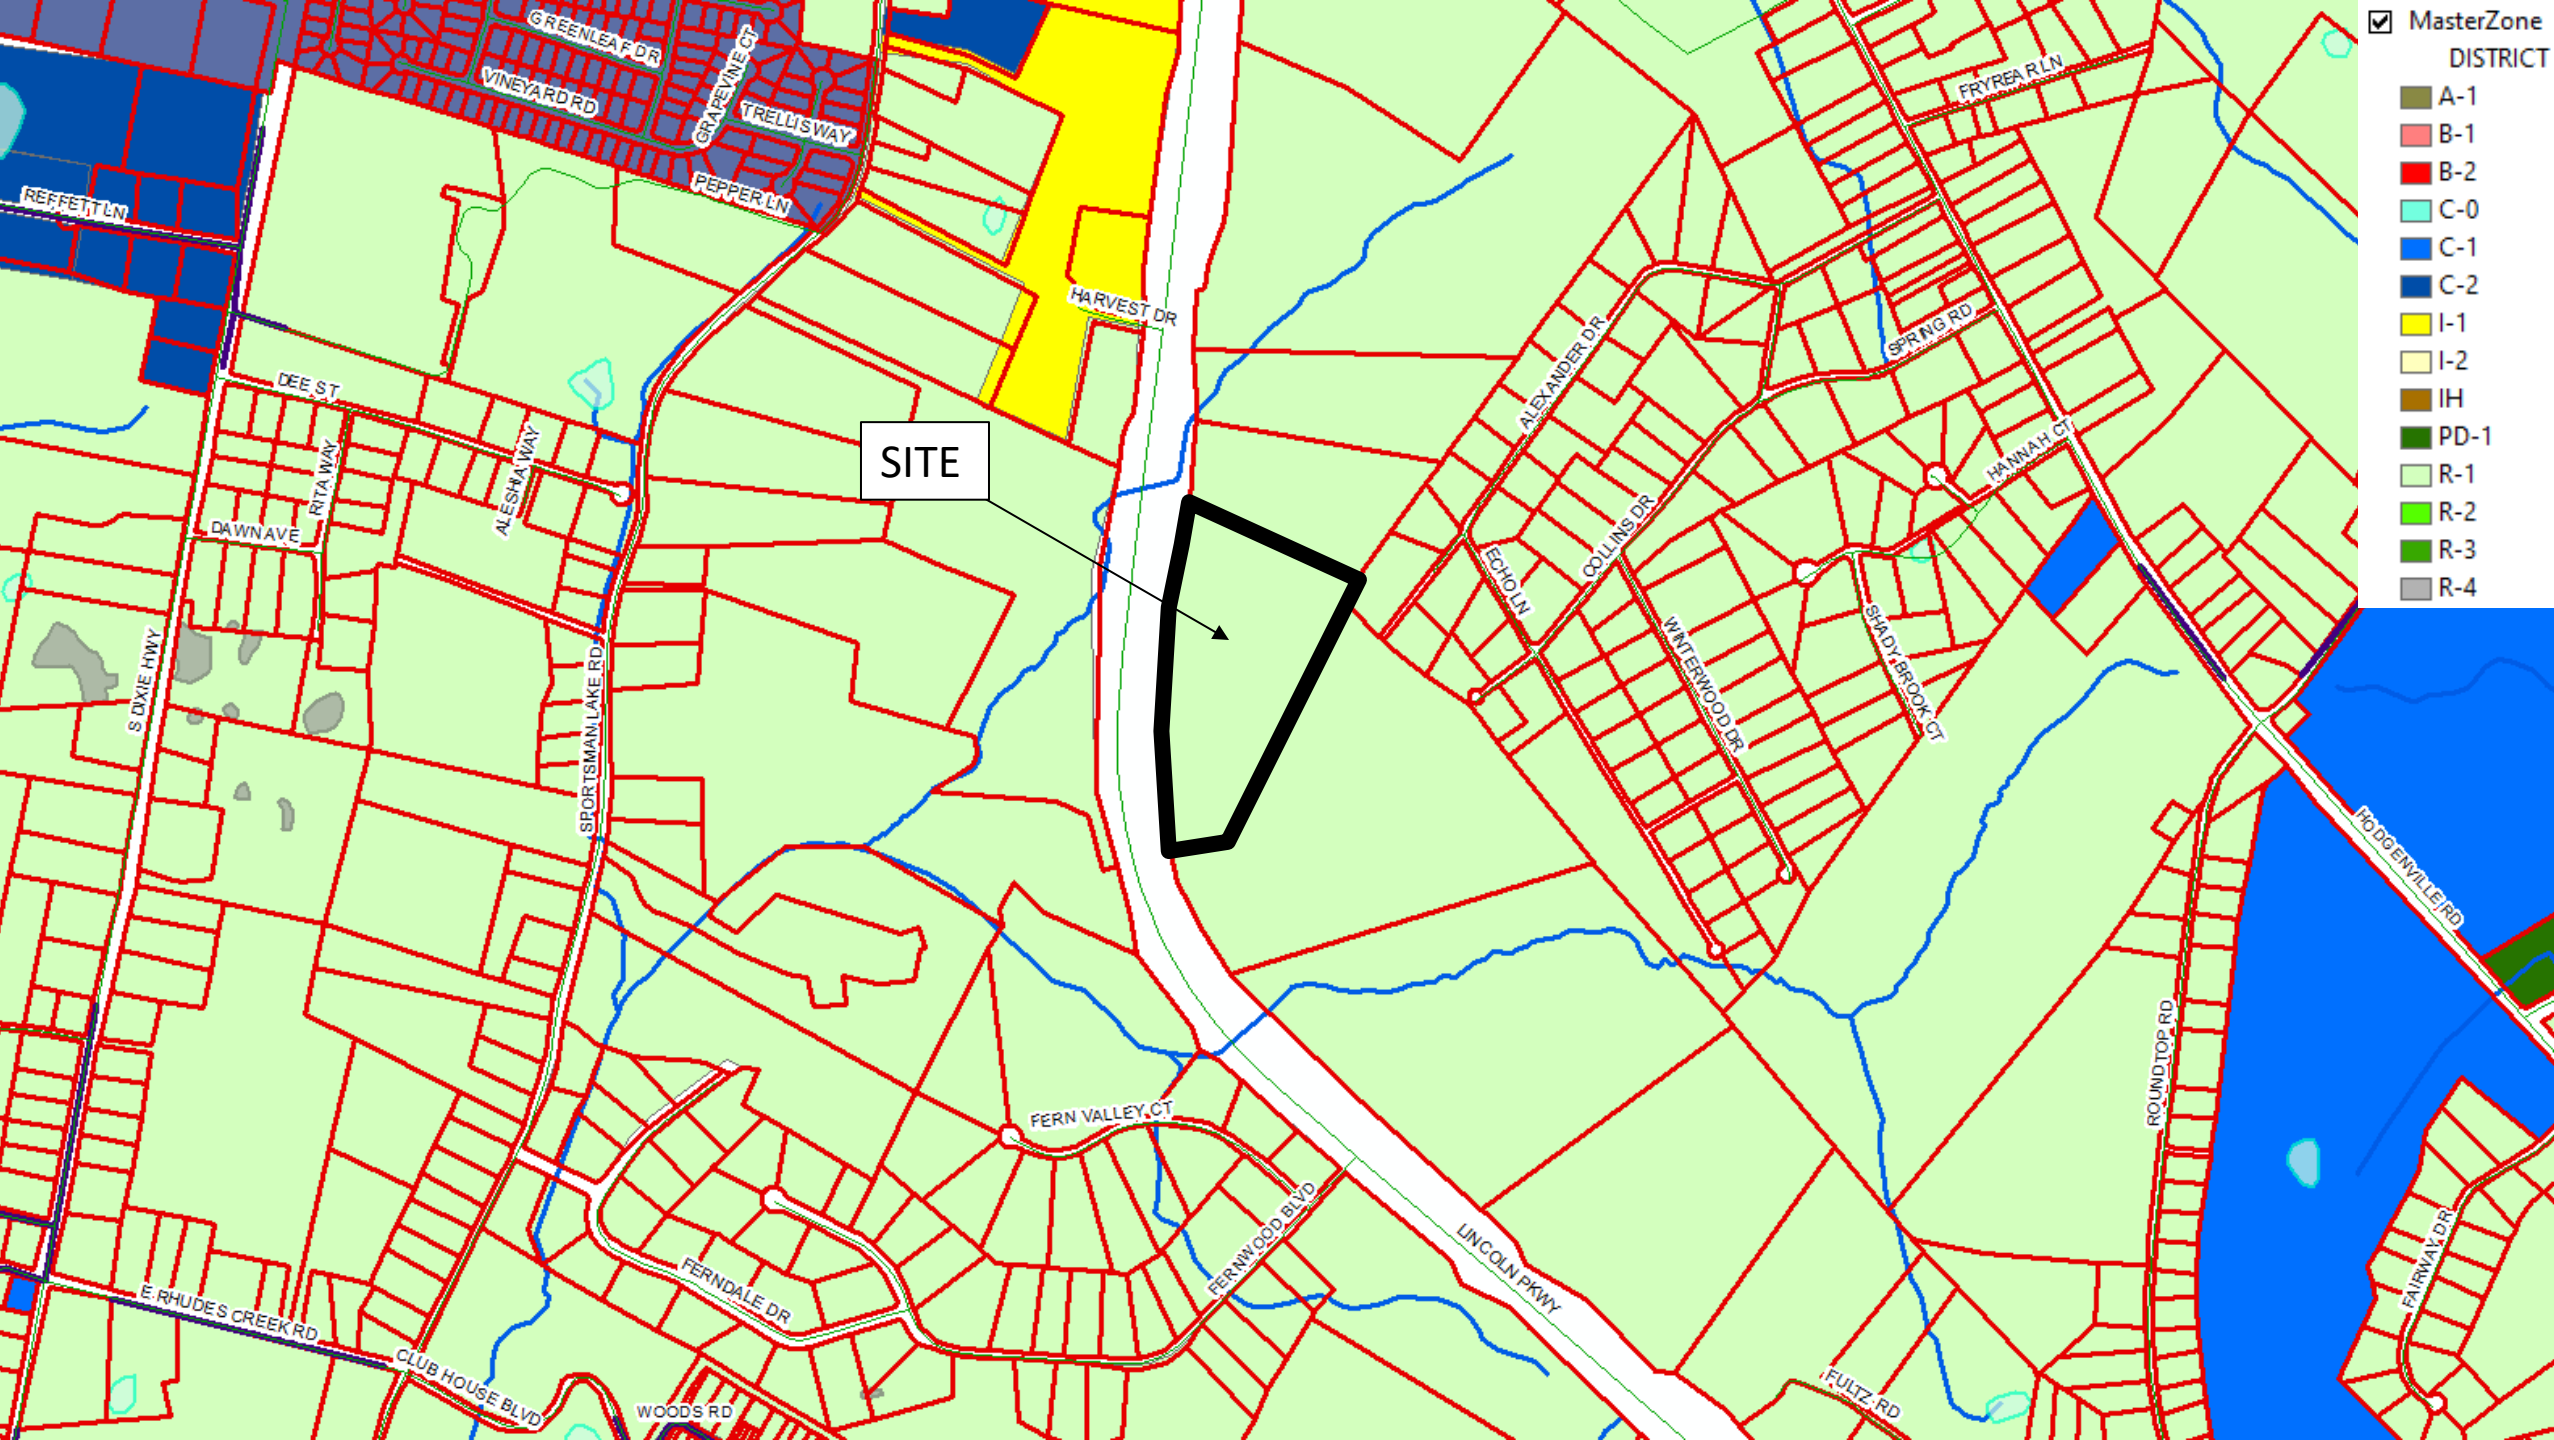 MasterZone
DISTRICT
A-1
B-1
B-2
C-0
C-1
C-2
I-1
I-2
IH
PD-1
R-1
R-2
R-3
R-4
GREENLEAF DR
VINEYARD RD
GRAPEVINE CT
TRELLIS WAY
PEPPER LN
REFFETT LN
FRYREAR LN
HARVEST DR
SPRING RD
ALEXANDER DR
DEE ST
RITA WAY
ALESHIA WAY
DAWN AVE
SITE
HANNAH CT
COLLINS DR
ECHO LN
WINTERWOOD DR
SHADY BROOK CT
S DIXIE HWY
SPORTSMAN LAKE RD
HODGENVILLE RD
ROUNDTOP RD
FERN VALLEY CT
FERNWOOD BLVD
LINCOLN PKWY
FERNDALE DR
FAIRWAY DR
E RHUDES CREEK RD
CLUB HOUSE BLVD
WOODS RD
FULTZ RD